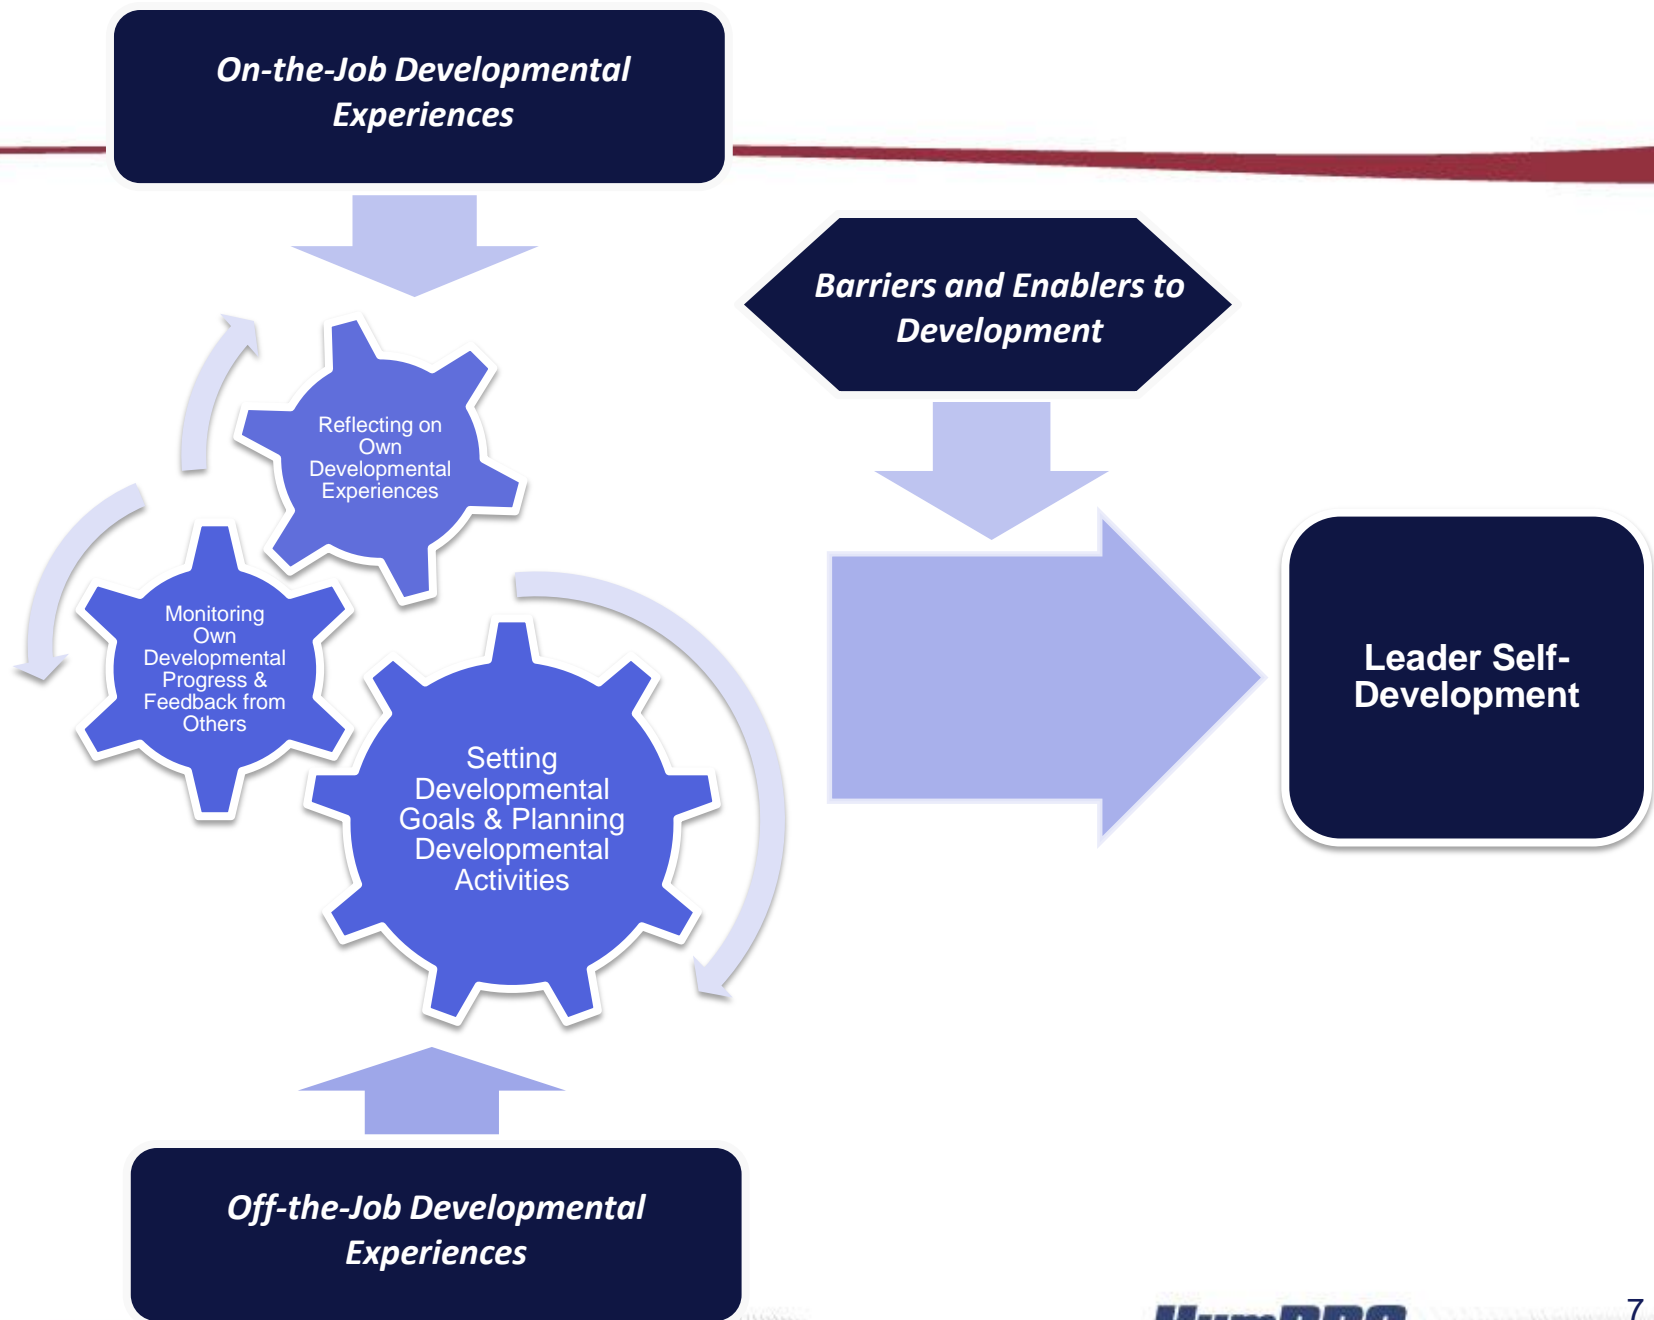 On-the-Job Developmental
Experiences
Barriers and Enablers to
Development
Reflecting on
Own
Developmental
Experiences
Monitoring
Own
Developmental
Progress &
Feedback from
Others
Setting
Developmental
Goals & Planning
Developmental
Activities
Leader Self-
Development
Off-the-Job Developmental
Experiences
7